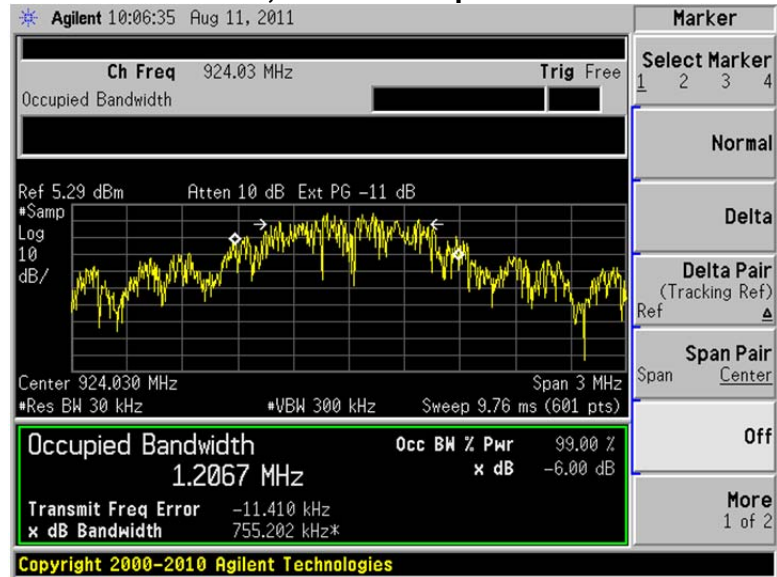 Agilent 10:06:35 Aug 11, 2011
Marker
Ch Freq 924.03 MHz Trig Free
Occupied Bandwidth
Select Marker
1 2 3 4
Normal
Delta
Delta Pair
(Tracking Ref)
Ref Δ
Span Pair
Span Center
Off
More
1 of 2
Ref 5.29 dBm Atten 10 dB Ext PG -11 dB
#Samp
Log
10
dB/
Center 924.030 MHz Span 3 MHz
#Res BW 30 kHz #VBW 300 kHz Sweep 9.76 ms (601 pts)
Occupied Bandwidth Occ BW % Pwr 99.00 %
1.2067 MHz x dB -6.00 dB
Transmit Freq Error -11.410 kHz
x dB Bandwidth 755.202 kHz*
Copyright 2000-2010 Agilent Technologies